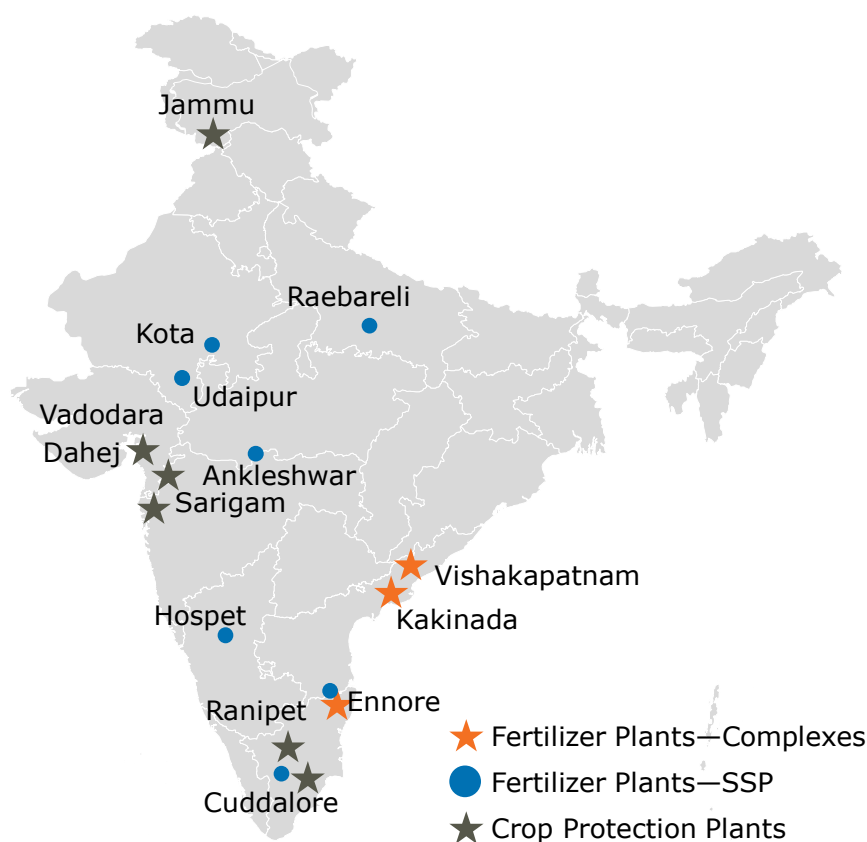 Jammu
Raebareli
Kota
Udaipur
Vadodara
Dahej
Ankleshwar
Sarigam
Vishakapatnam
Kakinada
Hospet
Ennore
Ranipet
Cuddalore
Fertilizer Plants—Complexes
Fertilizer Plants—SSP
Crop Protection Plants